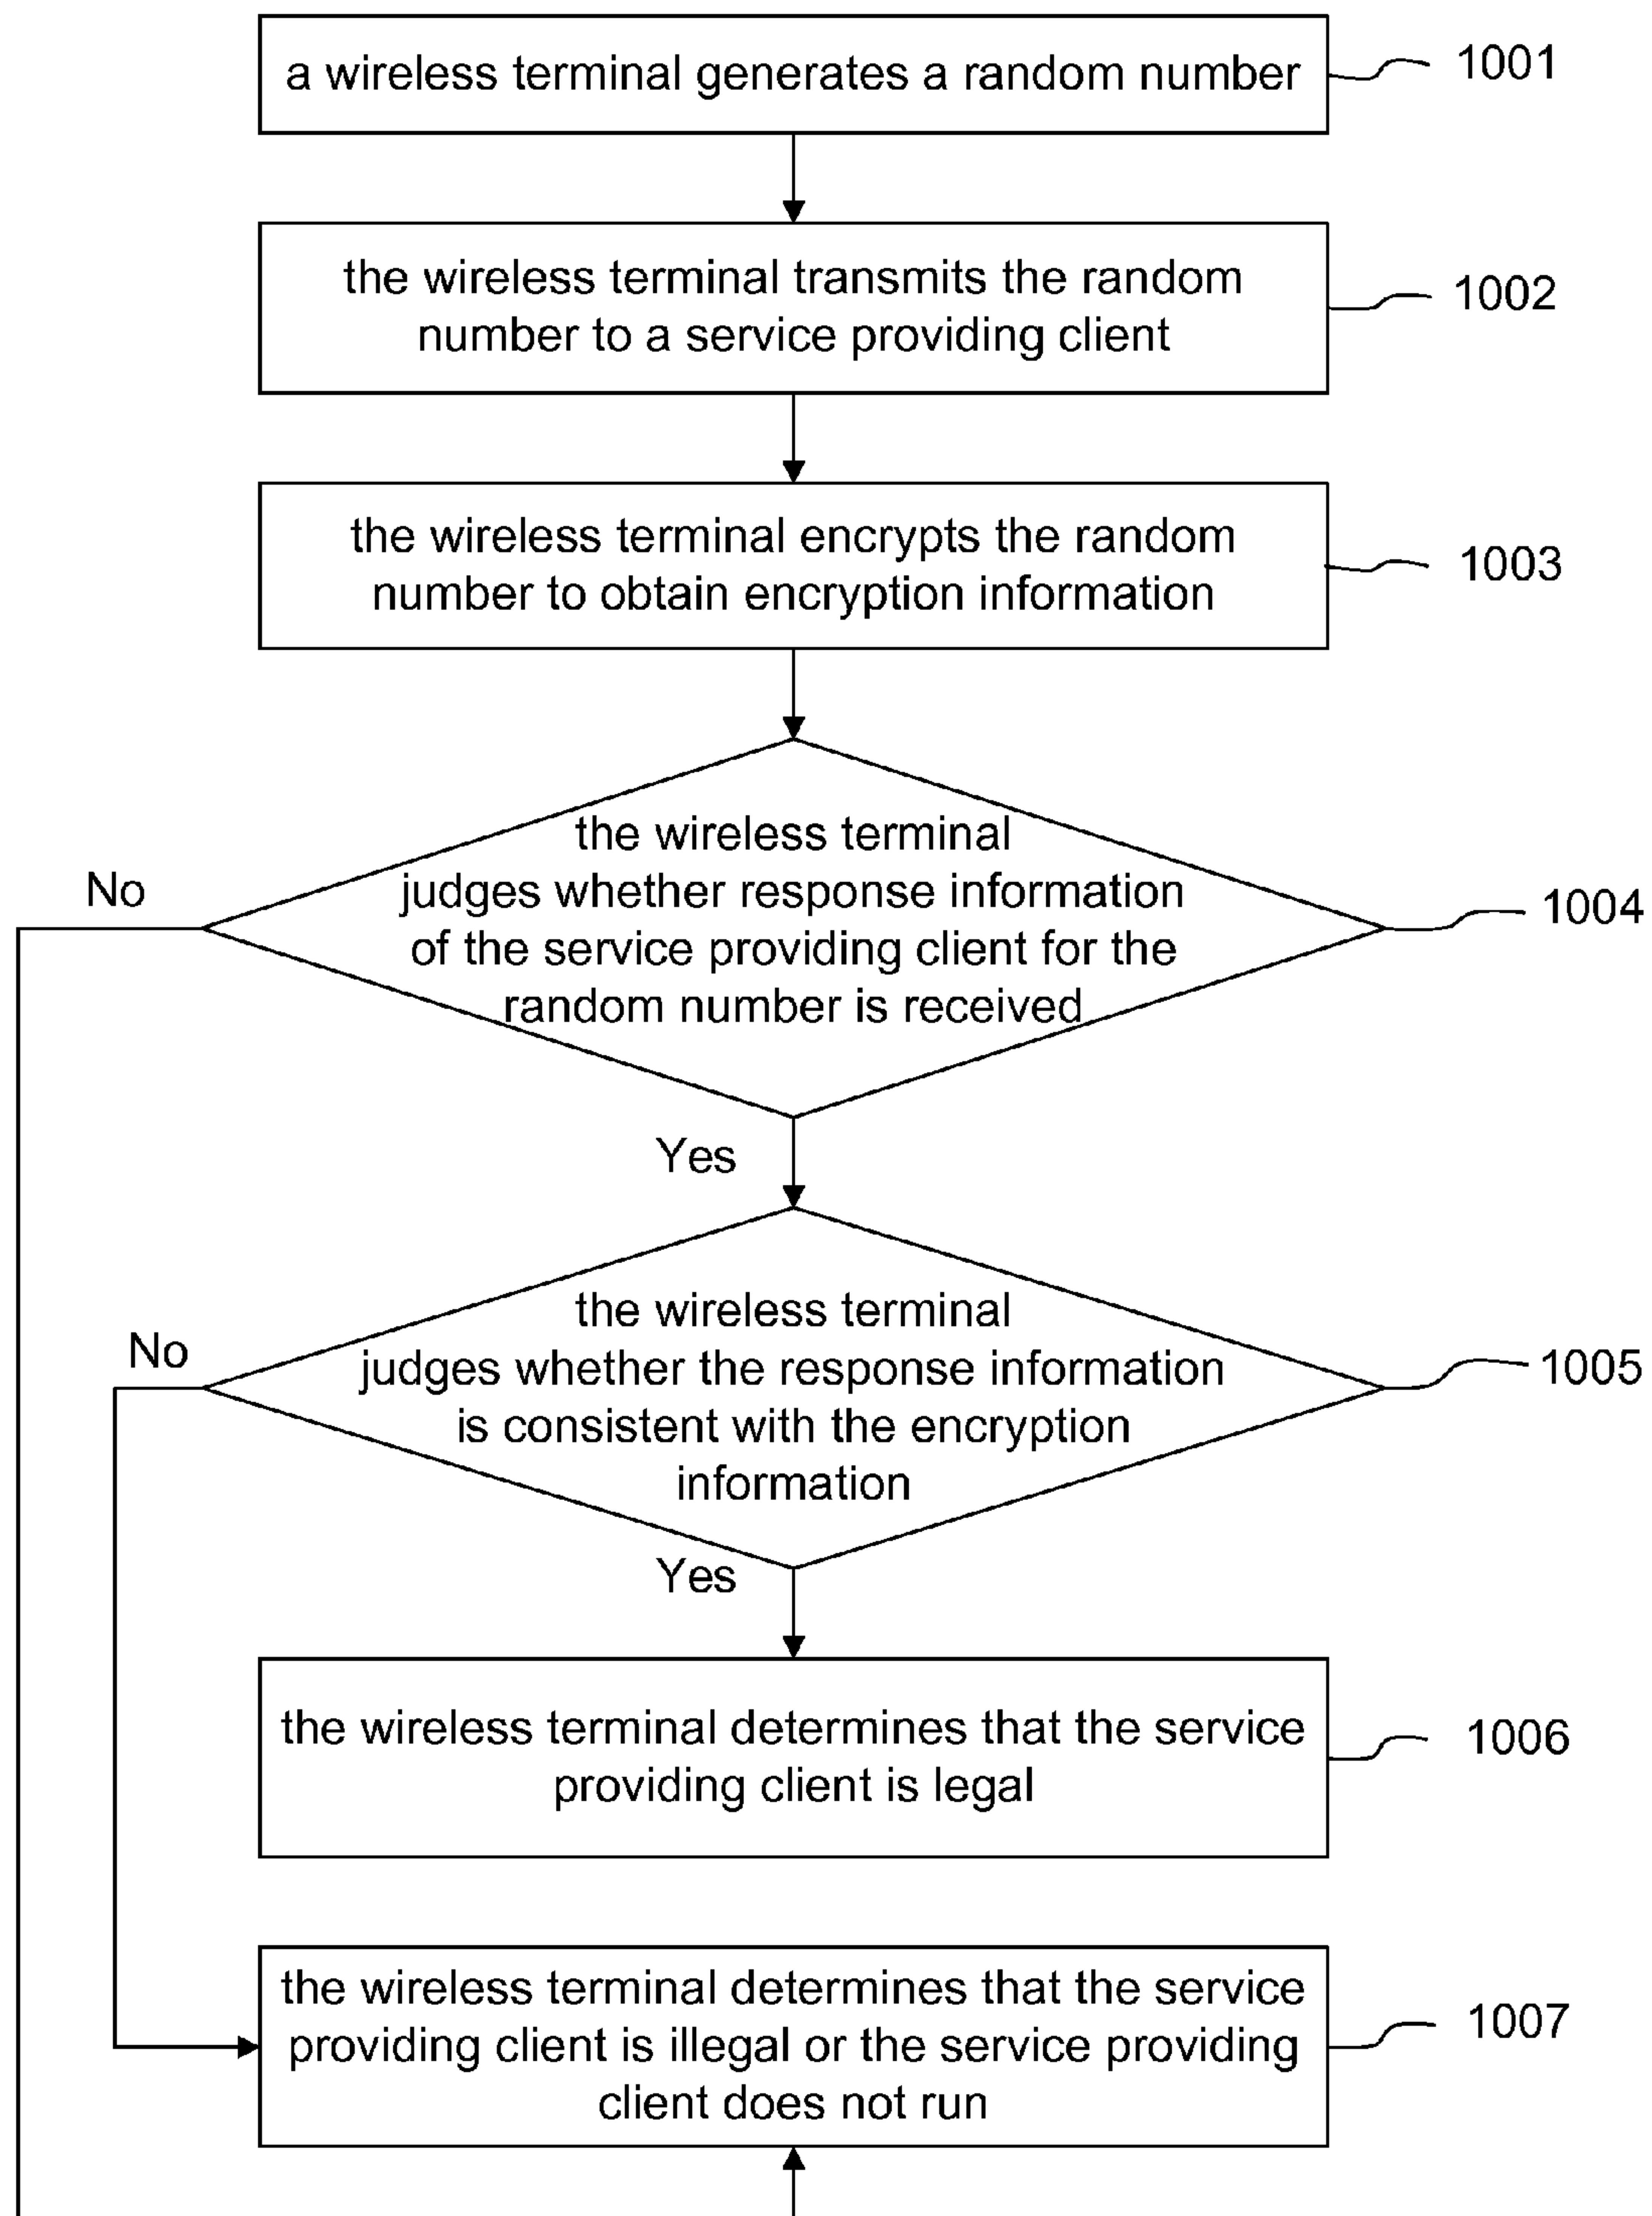 a wireless terminal generates a random number
1001
the wireless terminal transmits the random
number to a service providing client
1002
the wireless terminal encrypts the random
number to obtain encryption information
1003
the wireless terminal
judges whether response information
of the service providing client for the
random number is received
No
1004
Yes
the wireless terminal
judges whether the response information
is consistent with the encryption
information
No
1005
Yes
the wireless terminal determines that the service
providing client is legal
1006
the wireless terminal determines that the service
providing client is illegal or the service providing
client does not run
1007